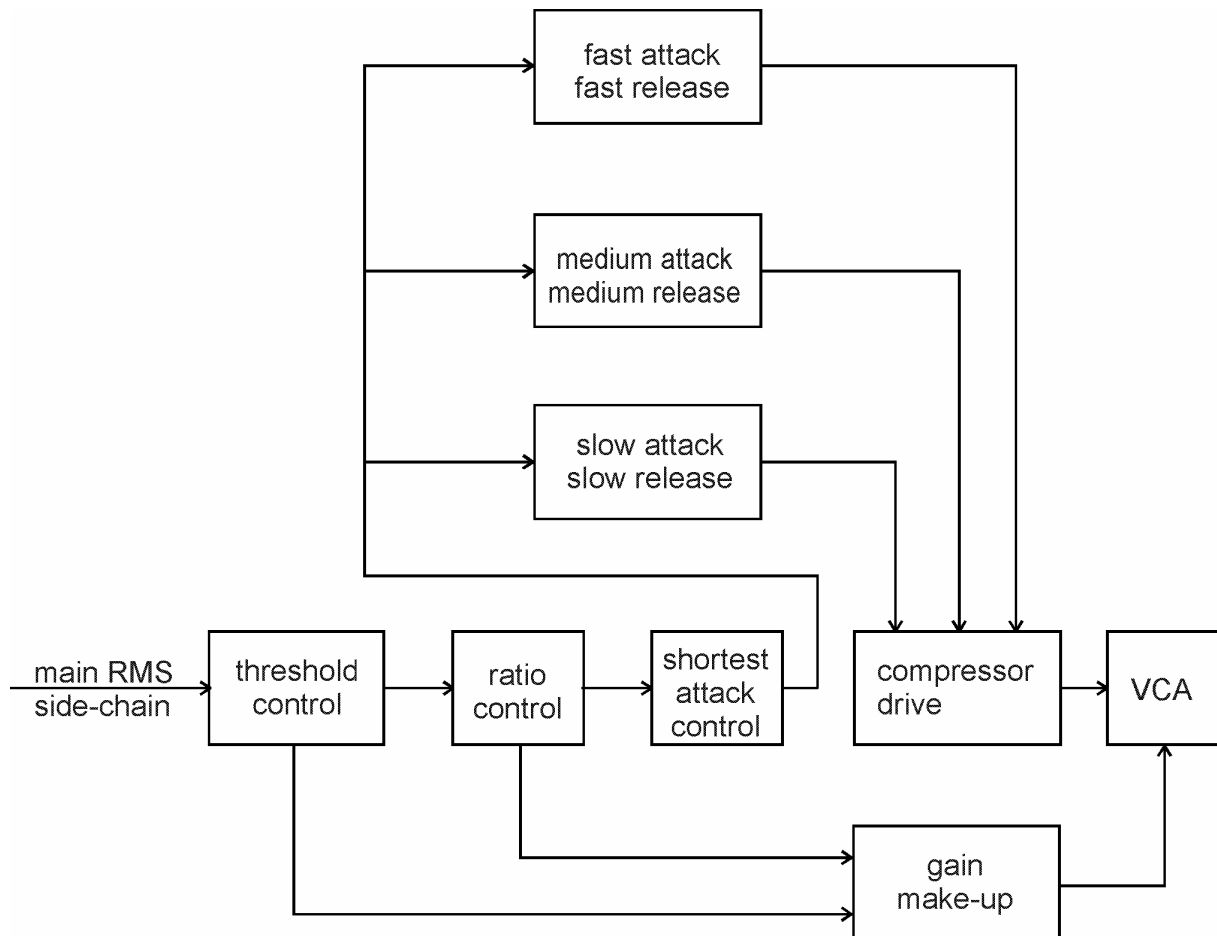 fast attack
fast release
medium attack
medium release
slow attack
slow release
main RMS
side-chain
threshold
control
ratio
control
shortest
attack
control
compressor
drive
VCA
gain
make-up